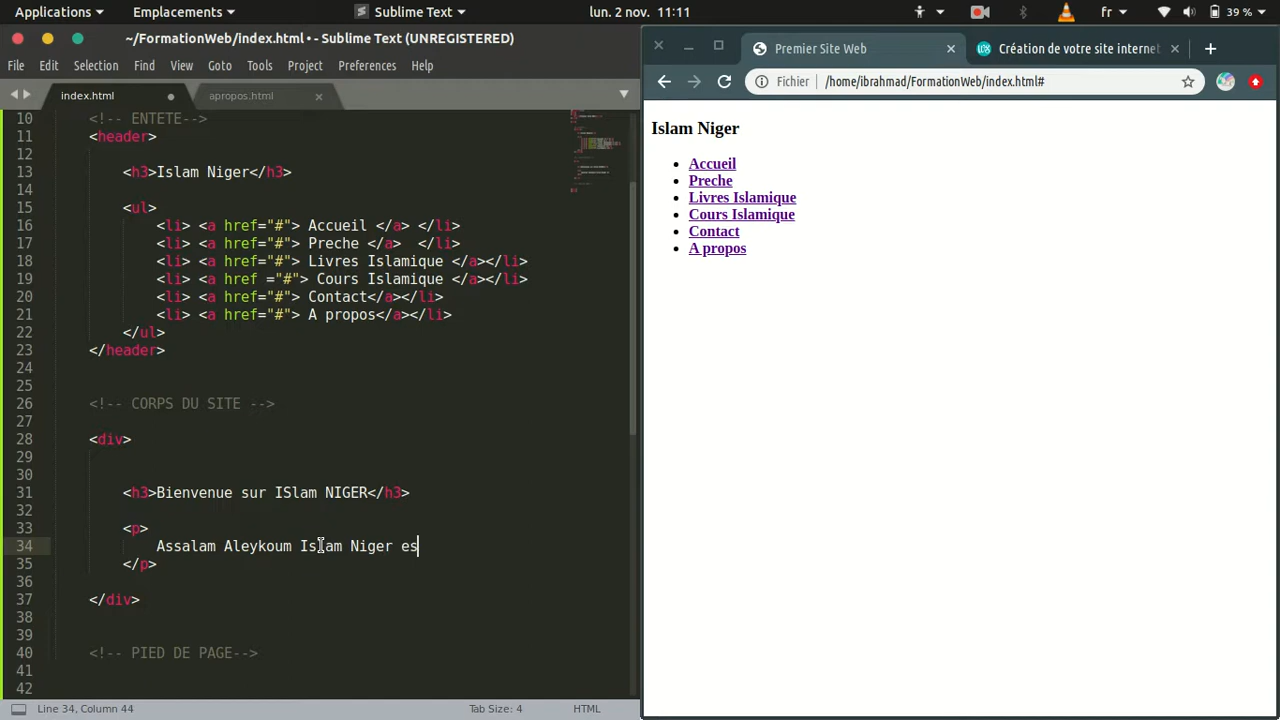 Applications Emplacements Sublime Text lun. 2 nov. 11:11 fr 39 %
~/FormationWeb/index.html • - Sublime Text (UNREGISTERED)
File Edit Selection Find View Goto Tools Project Preferences Help
index.html apropos.html
10 <!-- ENTETE-->
11 <header>
12
13 <h3>Islam Niger</h3>
14
15 <ul>
16 <li> <a href="#"> Accueil </a> </li>
17 <li> <a href="#"> Preche </a>  </li>
18 <li> <a href="#"> Livres Islamique </a></li>
19 <li> <a href ="#"> Cours Islamique </a></li>
20 <li> <a href="#"> Contact</a></li>
21 <li> <a href="#"> A propos</a></li>
22 </ul>
23 </header>
24
25
26 <!-- CORPS DU SITE -->
27
28 <div>
29
30
31 <h3>Bienvenue sur ISlam NIGER</h3>
32
33 <p>
34 Assalam Aleykoum Islam Niger es
35 </p>
36
37 </div>
38
39
40 <!-- PIED DE PAGE-->
41
42
Line 34, Column 44 Tab Size: 4 HTML
Premier Site Web Création de votre site internet
Fichier /home/ibrahmad/FormationWeb/index.html#
Islam Niger
Accueil
Preche
Livres Islamique
Cours Islamique
Contact
A propos